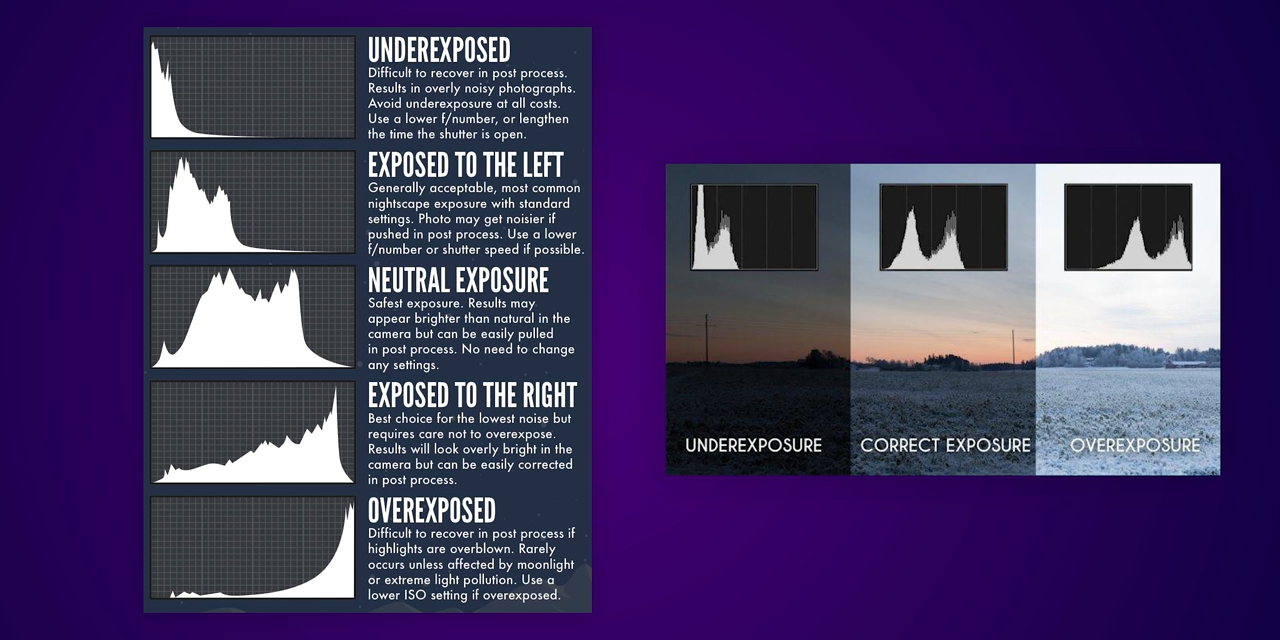 UNDEREXPOSED
Difficult to recover in post process.
Results in overly noisy photographs.
Avoid underexposure at all costs.
Use a lower f/number, or lengthen
the time the shutter is open.
EXPOSED TO THE LEFT
Generally acceptable, most common
nightscape exposure with standard
settings. Photo may get noisier if
pushed in post process. Use a lower
f/number or shutter speed if possible.
NEUTRAL EXPOSURE
Safest exposure. Results may
appear brighter than natural in the
camera but can be easily pulled
in post process. No need to change
any settings.
EXPOSED TO THE RIGHT
Best choice for the lowest noise but
requires care not to overexpose.
Results will look overly bright in the
camera but can be easily corrected
in post process.
OVEREXPOSED
Difficult to recover in post process if
highlights are overblown. Rarely
occurs unless affected by moonlight
or extreme light pollution. Use a
lower ISO setting if overexposed.
UNDEREXPOSURE
CORRECT EXPOSURE
OVEREXPOSURE